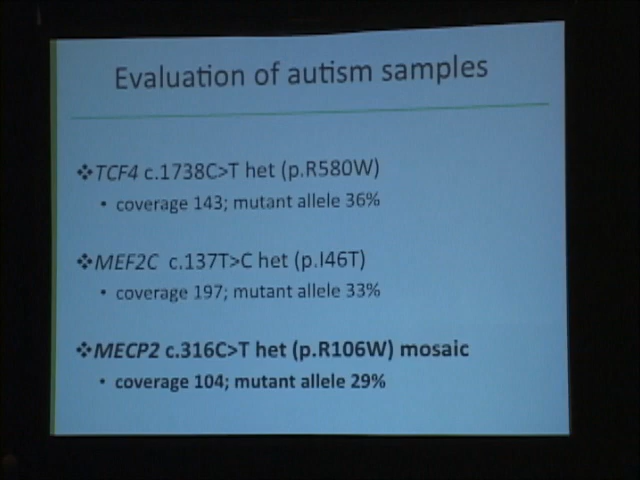 Evaluation of autism samples
❖TCF4 c.1738C>T het (p.R580W)
• coverage 143; mutant allele 36%
❖MEF2C c.137T>C het (p.I46T)
• coverage 197; mutant allele 33%
❖MECP2 c.316C>T het (p.R106W) mosaic
• coverage 104; mutant allele 29%